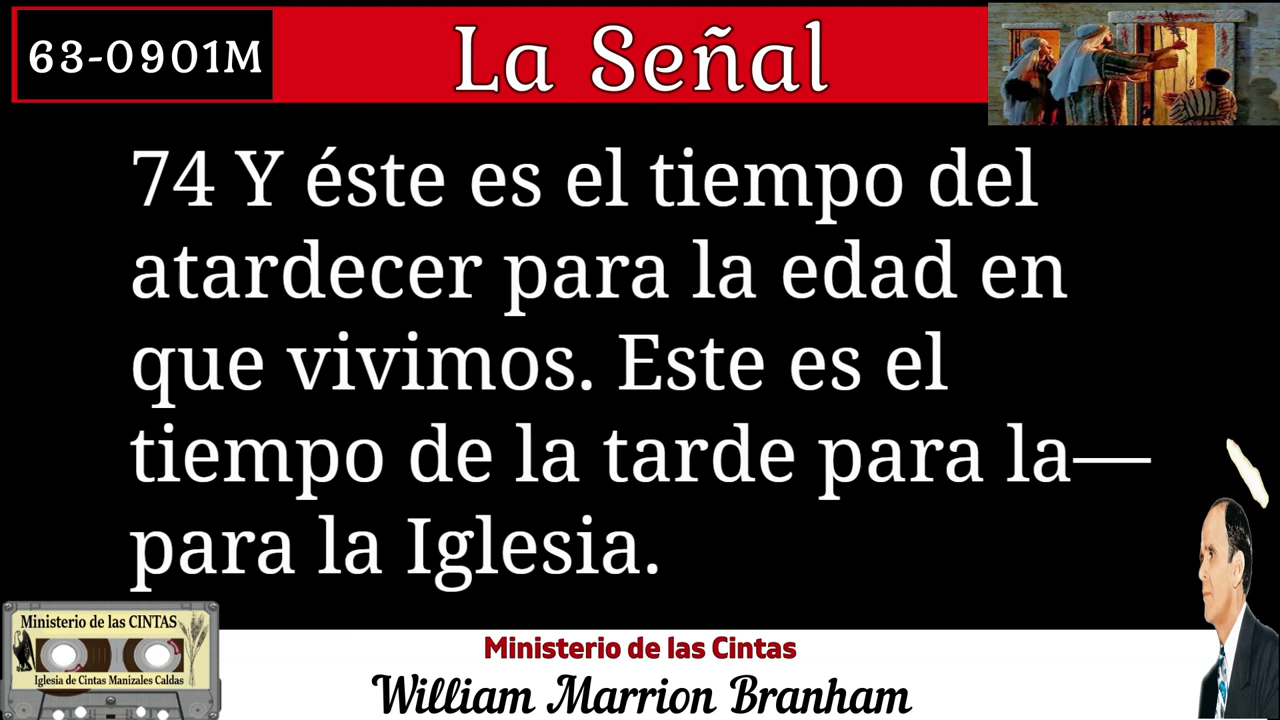 63-0901M
La Señal
74 Y éste es el tiempo del
atardecer para la edad en
que vivimos. Este es el
tiempo de la tarde para la—
para la Iglesia.
Ministerio de las CINTAS
Iglesia de Cintas Manizales Caldas
Ministerio de las Cintas
William Marrion Branham